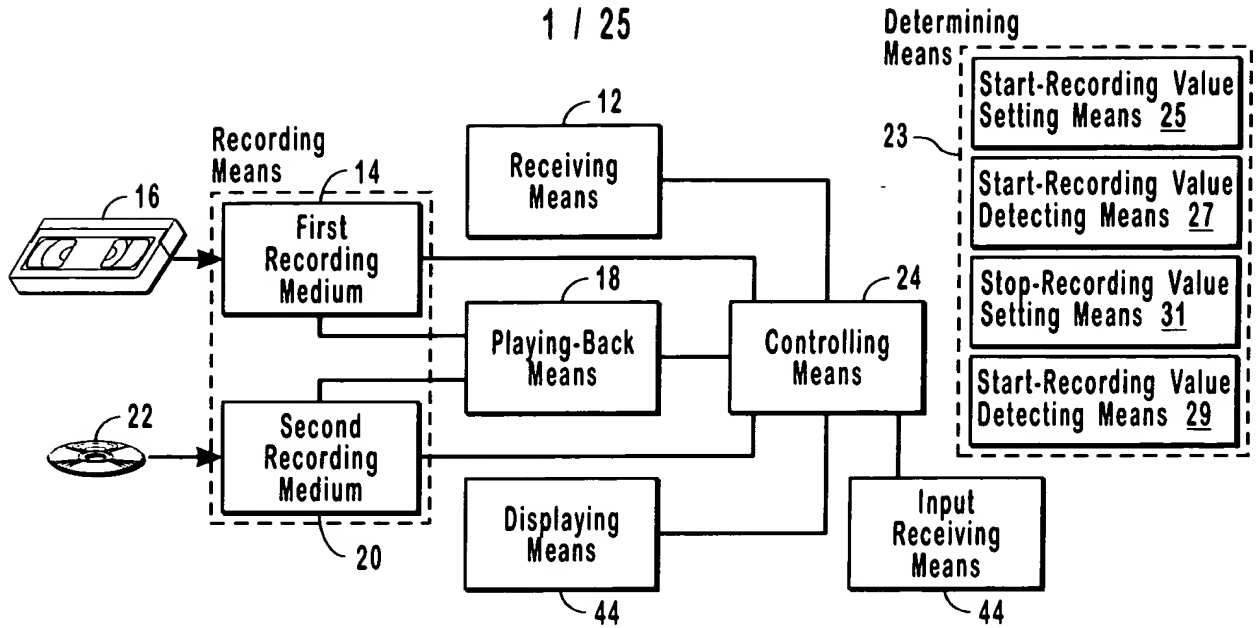 1 / 25
Determining
Means
Start-Recording Value
Setting Means 25
23
Start-Recording Value
Detecting Means 27
Stop-Recording Value
Setting Means 31
Start-Recording Value
Detecting Means 29
12
Receiving
Means
Recording
Means
14
16
First
Recording
Medium
18
Playing-Back
Means
24
Controlling
Means
22
Second
Recording
Medium
20
Displaying
Means
44
Input
Receiving
Means
44